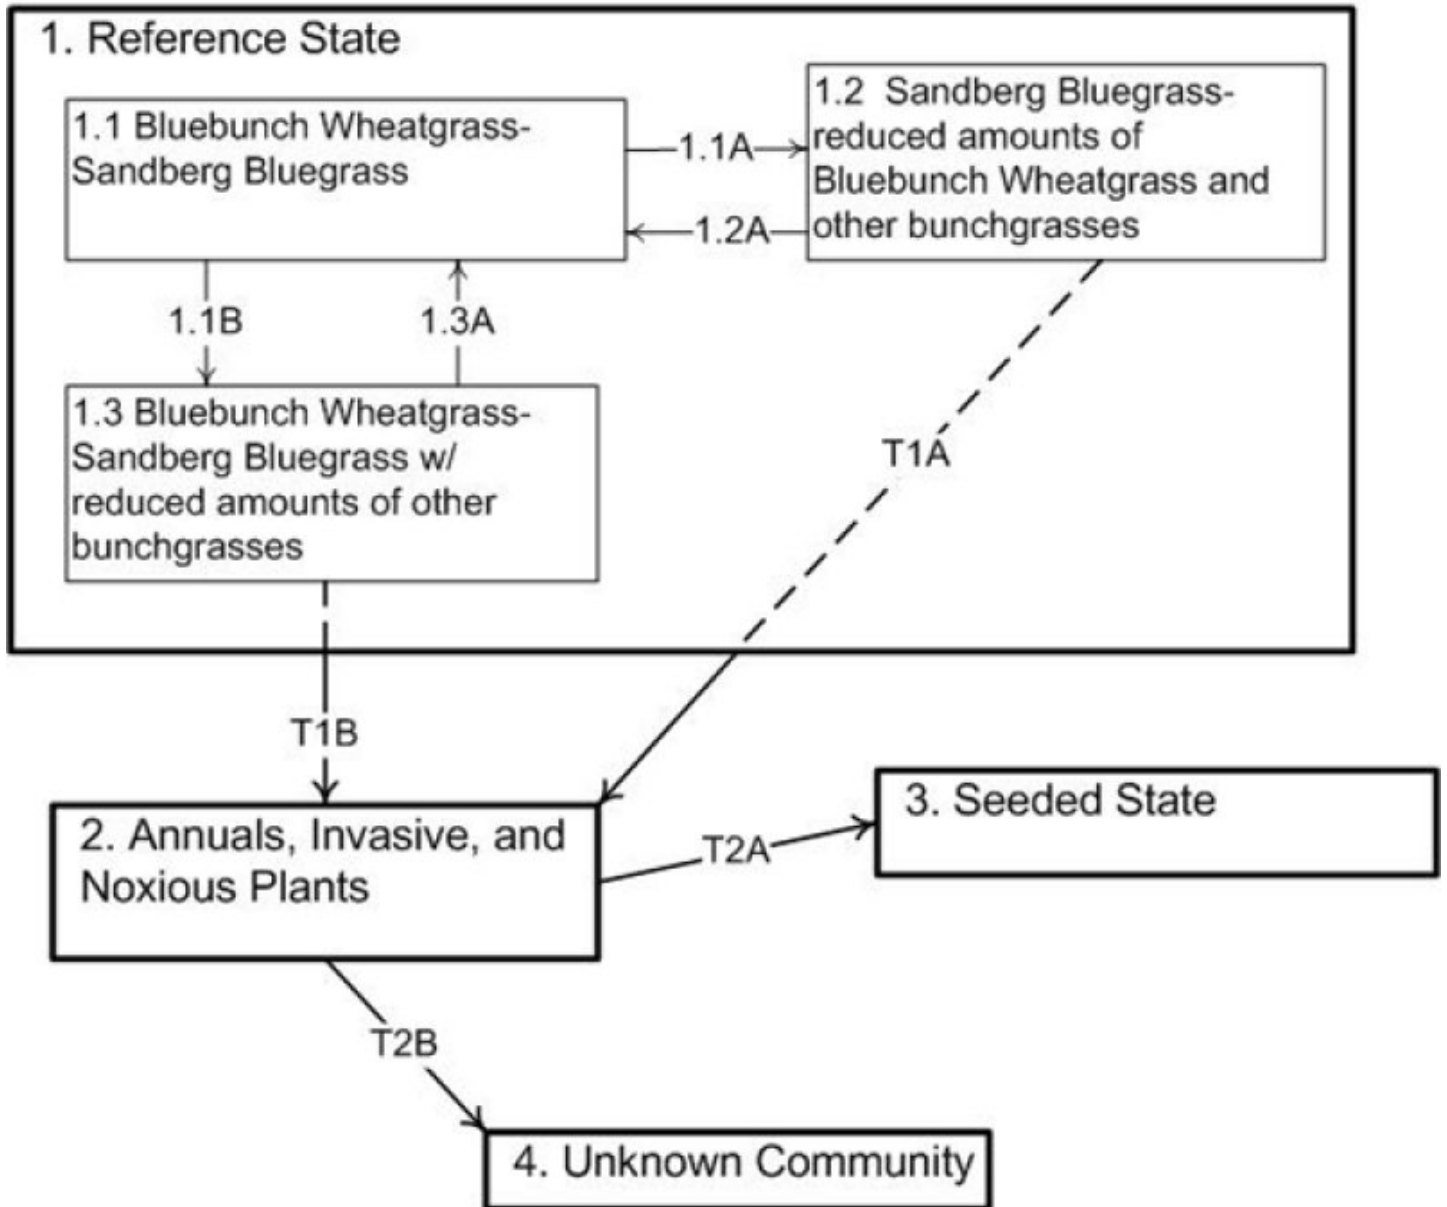 1. Reference State
1.1 Bluebunch Wheatgrass-
Sandberg Bluegrass
1.1A
1.2A
1.2 Sandberg Bluegrass-
reduced amounts of
Bluebunch Wheatgrass and
other bunchgrasses
1.1B
1.3A
1.3 Bluebunch Wheatgrass-
Sandberg Bluegrass w/
reduced amounts of other
bunchgrasses
T1A
T1B
2. Annuals, Invasive, and
Noxious Plants
T2A
3. Seeded State
T2B
4. Unknown Community